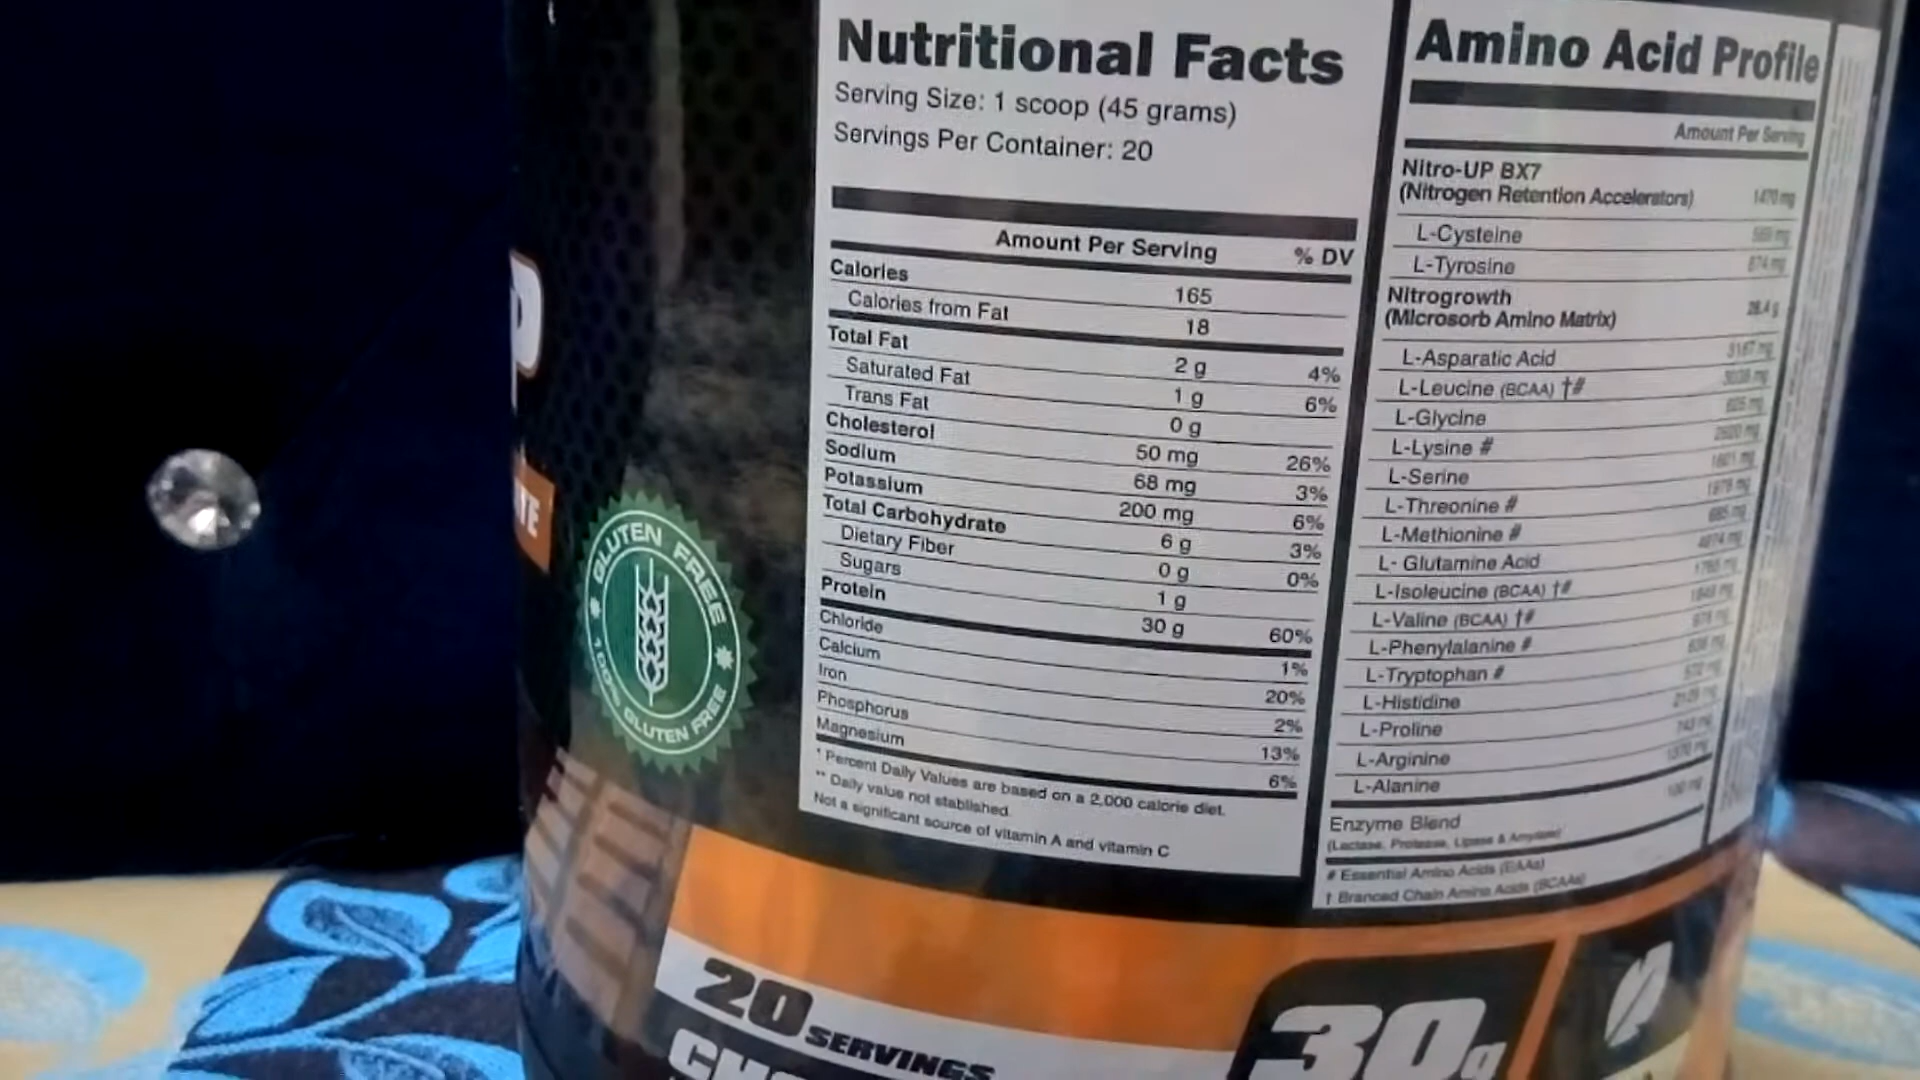 Nutritional Facts
Serving Size: 1 scoop (45 grams)
Servings Per Container: 20
Amount Per Serving % DV
Calories 165
Calories from Fat 18
Total Fat 2 g 4%
Saturated Fat 1 g 6%
Trans Fat 0 g
Cholesterol 50 mg 26%
Sodium 68 mg 3%
Potassium 200 mg 6%
Total Carbohydrate 6 g 3%
Dietary Fiber 0 g 0%
Sugars 1 g
Protein 30 g 60%
Chloride 1%
Calcium 20%
Iron 2%
Phosphorus 13%
Magnesium 6%
* Percent Daily Values are based on a 2,000 calorie diet.
** Daily value not stablished.
Not a significant source of vitamin A and vitamin C
Amino Acid Profile
Amount Per Serving
Nitro-UP BX7
(Nitrogen Retention Accelerators) 1470 mg
L-Cysteine
L-Tyrosine
Nitrogrowth
(Microsorb Amino Matrix)
L-Asparatic Acid
L-Leucine (BCAA) †#
L-Glycine
L-Lysine #
L-Serine
L-Threonine #
L-Methionine #
L- Glutamine Acid
L-Isoleucine (BCAA) †#
L-Valine (BCAA) †#
L-Phenylalanine #
L-Tryptophan #
L-Histidine
L-Proline
L-Arginine
L-Alanine
Enzyme Blend
(Lactase, Protease, Lipase & Amylase)
# Essential Amino Acids (EAAs)
† Branced Chain Amino Acids (BCAAs)
GLUTEN FREE
100% GLUTEN FREE
20 SERVINGS
30g